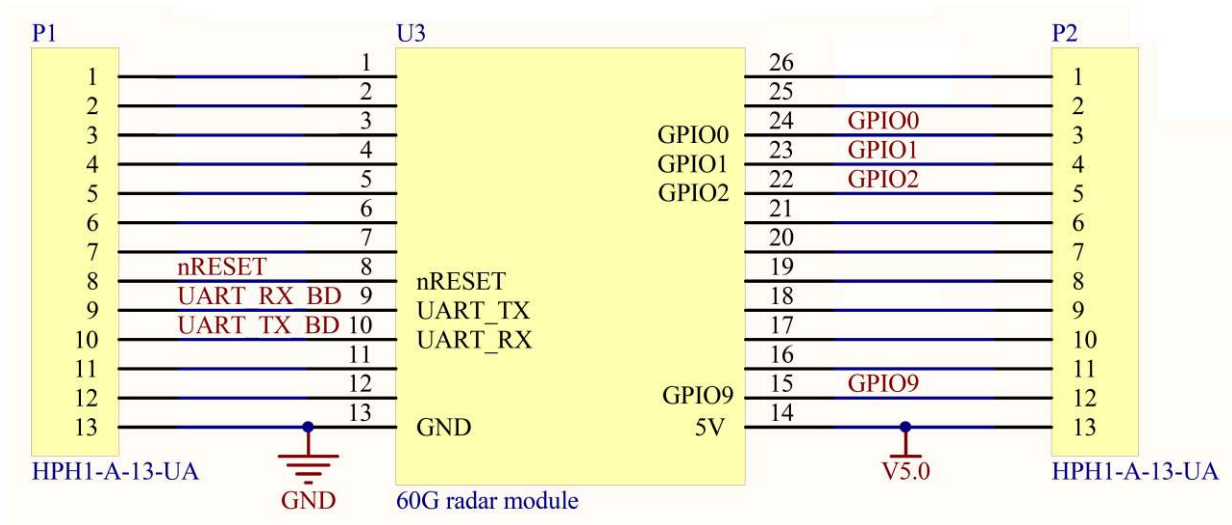 P1 U3 P2
1 1 26 1
2 2 25 2
3 3 GPIO0 24 GPIO0 3
4 4 GPIO1 23 GPIO1 4
5 5 GPIO2 22 GPIO2 5
6 6 21 6
7 7 20 7
8 nRESET 8 nRESET 19 8
9 UART_RX_BD 9 UART_TX 18 9
10 UART_TX_BD 10 UART_RX 17 10
11 11 16 11
12 12 GPIO9 15 GPIO9 12
13 13 GND 5V 14 13
HPH1-A-13-UA GND 60G radar module V5.0 HPH1-A-13-UA